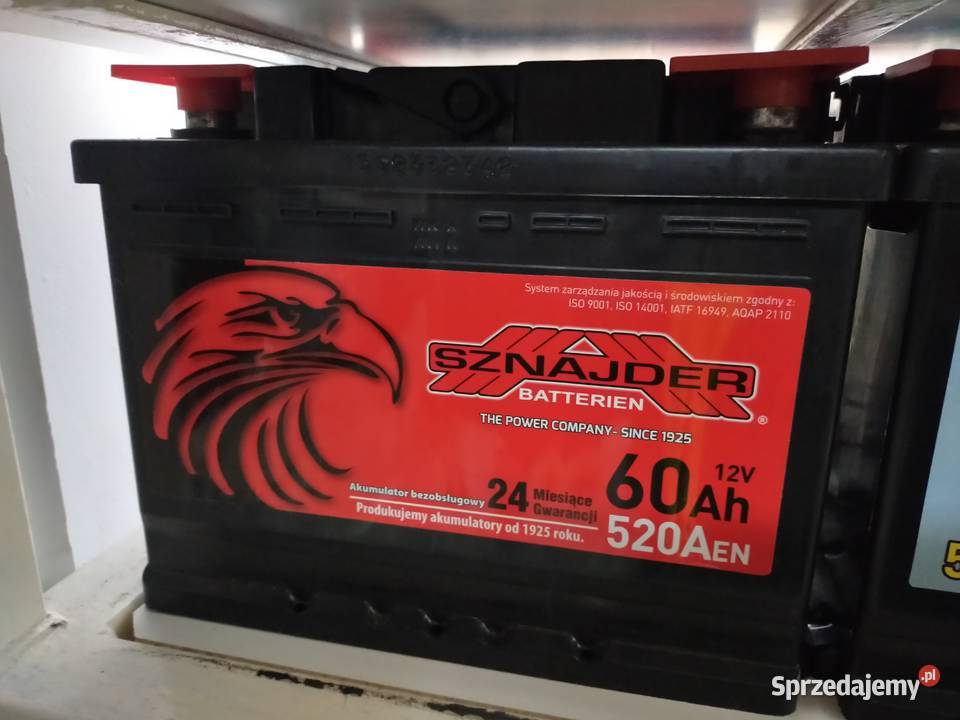 System zarządzania jakością i środowiskiem zgodny z:
ISO 9001, ISO 14001, IATF 16949, AQAP 2110
SZNAJDER
BATTERIEN
®
THE POWER COMPANY- SINCE 1925
60Ah 12V
520AEN
Akumulator bezobsługowy 24 Miesiące Gwarancji
Produkujemy akumulatory od 1925 roku.
5
Sprzedajemy.pl